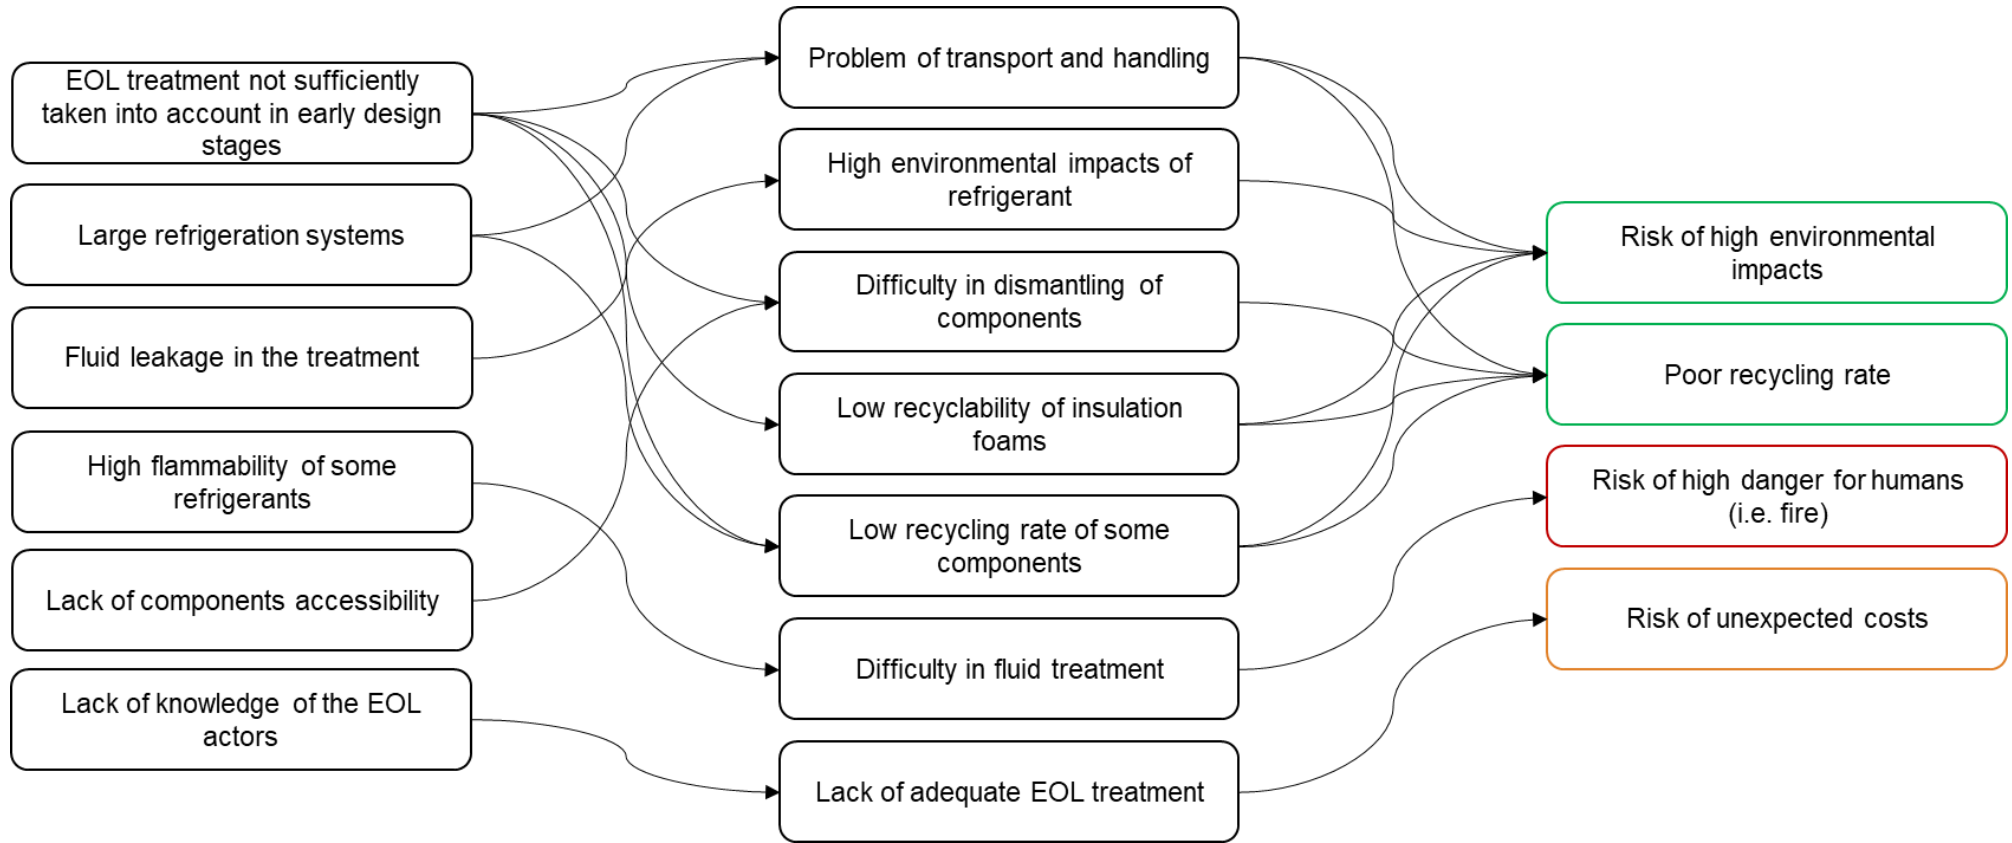 EOL treatment not sufficiently
taken into account in early design
stages
Large refrigeration systems
Fluid leakage in the treatment
High flammability of some
refrigerants
Lack of components accessibility
Lack of knowledge of the EOL
actors
Problem of transport and handling
High environmental impacts of
refrigerant
Difficulty in dismantling of
components
Low recyclability of insulation
foams
Low recycling rate of some
components
Difficulty in fluid treatment
Lack of adequate EOL treatment
Risk of high environmental
impacts
Poor recycling rate
Risk of high danger for humans
(i.e. fire)
Risk of unexpected costs